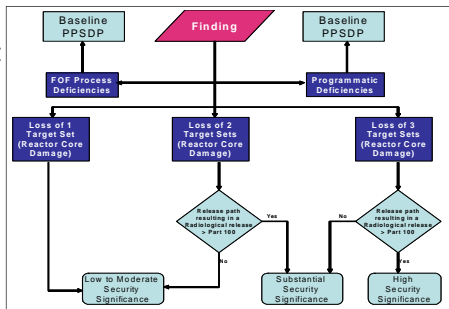 Baseline
PPSDP
Finding
Baseline
PPSDP
FOF Process
Deficiencies
Programmatic
Deficiencies
Loss of 1
Target Set
(Reactor Core
Damage)
Loss of 2
Target Sets
(Reactor Core
Damage)
Loss of 3
Target Sets
(Reactor Core
Damage)
Release path
resulting in a
Radiological release
> Part 100
Yes
No
No
Release path
resulting in a
Radiological release
> Part 100
Yes
Low to Moderate
Security
Significance
Substantial
Security Significance
High
Security
Significance